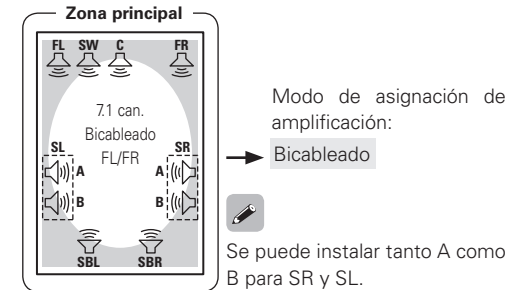 Zona principal
FL SW C FR
7.1 can.
Bicableado
FL/FR
SL SR
A A
B B
SBL SBR
Modo de asignación de
amplificación:
Bicableado
Se puede instalar tanto A como
B para SR y SL.